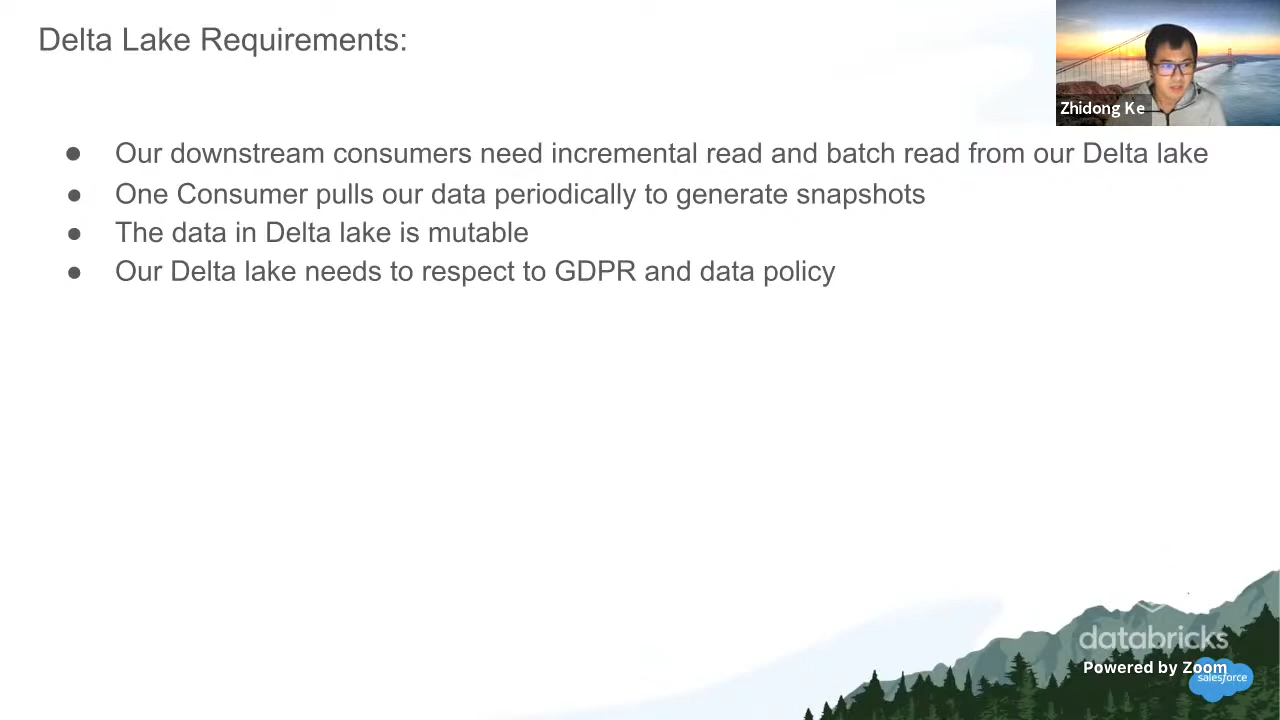 Delta Lake Requirements:
Zhidong Ke
● Our downstream consumers need incremental read and batch read from our Delta lake
● One Consumer pulls our data periodically to generate snapshots
● The data in Delta lake is mutable
● Our Delta lake needs to respect to GDPR and data policy
databricks
Powered by Zoom
salesforce